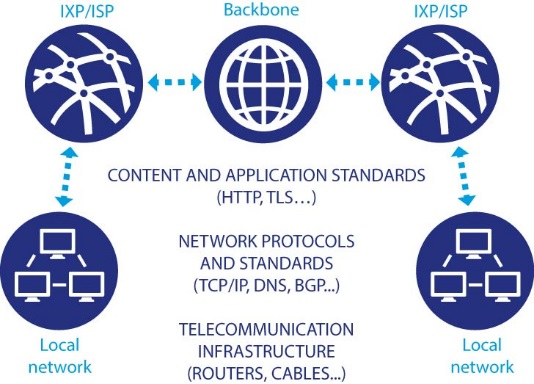 IXP/ISP
Backbone
IXP/ISP
CONTENT AND APPLICATION STANDARDS
(HTTP, TLS…)
NETWORK PROTOCOLS
AND STANDARDS
(TCP/IP, DNS, BGP...)
TELECOMMUNICATION
INFRASTRUCTURE
(ROUTERS, CABLES...)
Local
network
Local
network